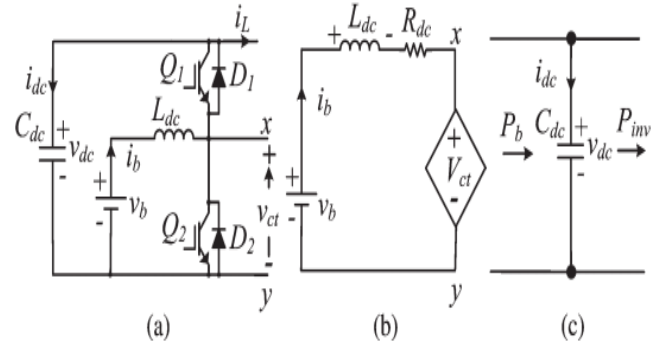 i_L
Q_1
D_1
i_dc
L_dc
x
C_dc + v_dc -
i_b
+ v_b -
+ v_ct -
Q_2
D_2
y
(a)
+ L_dc - R_dc
x
i_b
+ V_ct -
+ v_b -
y
(b)
i_dc
P_b
C_dc + v_dc -
P_inv
(c)